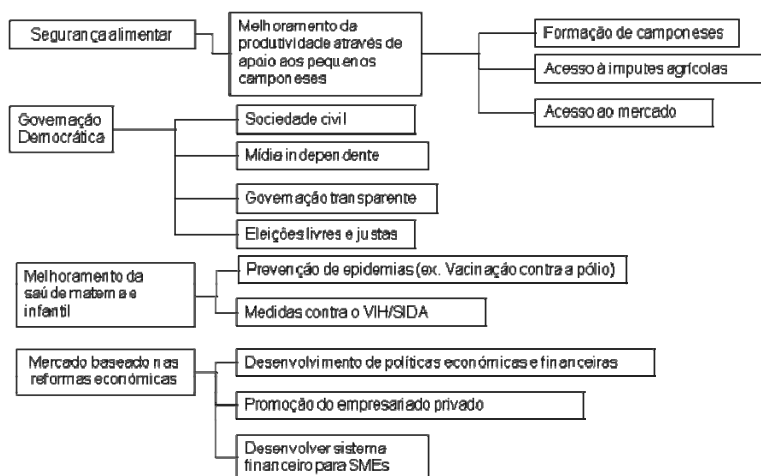 Segurança alimentar
Melhoramento da
produtividade através de
apoio aos pequenos
camponeses
Formação de camponeses
Acesso à imputes agrícolas
Acesso ao mercado
Governação
Democrática
Sociedade civil
Mídia independente
Governação transparente
Eleições livres e justas
Melhoramento da
saúde materna e
infantil
Prevenção de epidemias (ex. Vacinação contra a pólio)
Medidas contra o VIH/SIDA
Mercado baseado nas
reformas económicas
Desenvolvimento de políticas económicas e financeiras
Promoção do empresariado privado
Desenvolver sistema
financeiro para SMEs